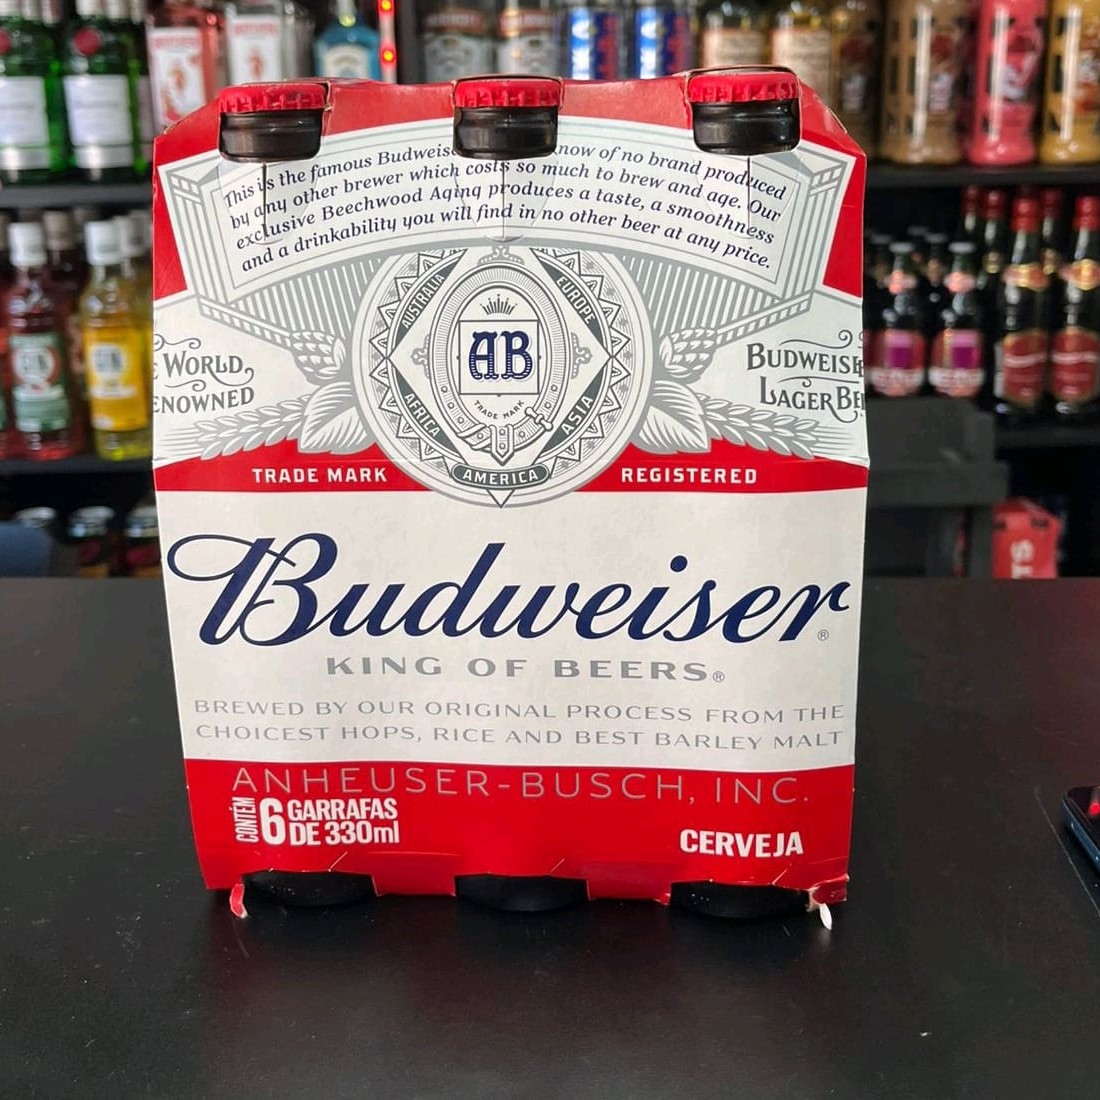 This is the famous Budweiser know of no brand produced
by any other brewer which costs so much to brew and age. Our
exclusive Beechwood Aging produces a taste, a smoothness
and a drinkability you will find in no other beer at any price.
AUSTRALIA
EUROPE
AB
TRADE MARK
AFRICA
ASIA
AMERICA
WORLD,
RENOWNED
BUDWEISER
LAGER BEER
TRADE MARK
REGISTERED
Budweiser®
KING OF BEERS®
BREWED BY OUR ORIGINAL PROCESS FROM THE
CHOICEST HOPS, RICE AND BEST BARLEY MALT
ANHEUSER-BUSCH, INC.
CONTÉM 6 GARRAFAS
DE 330ml
CERVEJA